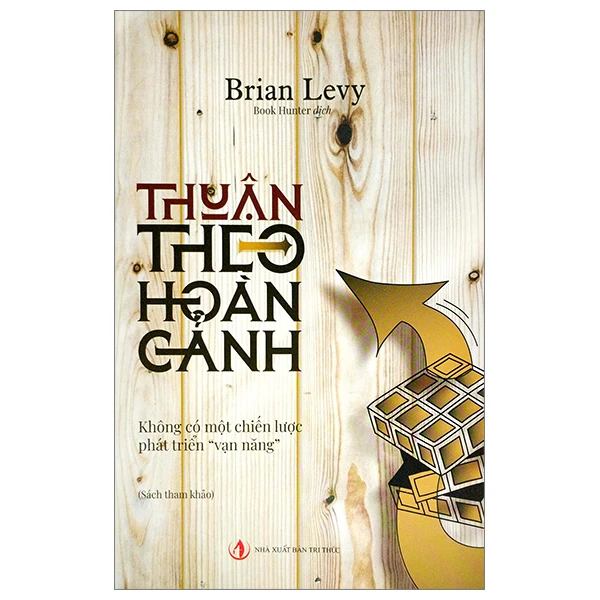 Brian Levy
Book Hunter dịch
THUẬN
THEO
HOÀN
CẢNH
Không có một chiến lược
phát triển “vạn năng”
(Sách tham khảo)
NHÀ XUẤT BẢN TRI THỨC